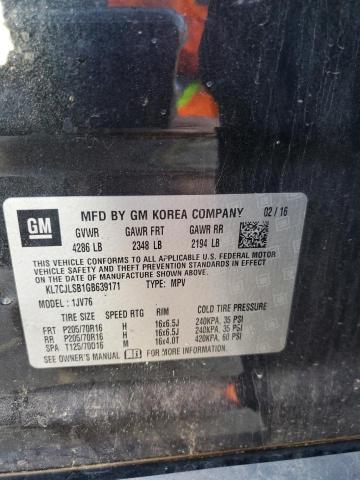 GM
MFD BY GM KOREA COMPANY 02/16
GVWR GAWR FRT GAWR RR
4286 LB 2348 LB 2194 LB
THIS VEHICLE CONFORMS TO ALL APPLICABLE U.S. FEDERAL MOTOR
VEHICLE SAFETY, BUMPER, AND THEFT PREVENTION STANDARDS
IN EFFECT ON THE DATE OF MANUFACTURE SHOWN ABOVE.
KL7CJLSB1GB639171 TYPE: MPV
MODEL: 1JV76
TIRE SIZE SPEED RTG RIM COLD TIRE PRESSURE
FRT P205/70R16 H 16x6.5J 240KPA, 35 PSI
RR P205/70R16 H 16x6.5J 240KPA, 35 PSI
SPA T125/70D16 M 16x4.0T 420KPA, 60 PSI
SEE OWNER'S MANUAL FOR MORE INFORMATION.